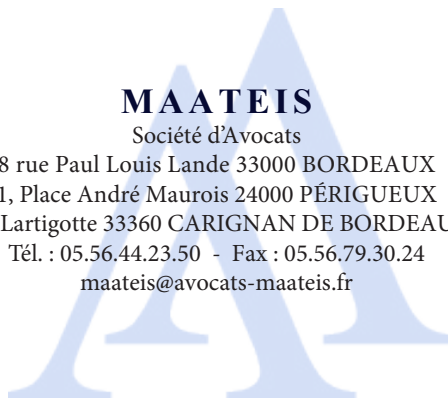 MAATEIS
Société d'Avocats
8 rue Paul Louis Lande 33000 BORDEAUX
1, Place André Maurois 24000 PÉRIGUEUX
Lartigotte 33360 CARIGNAN DE BORDEAU
Tél. : 05.56.44.23.50 - Fax : 05.56.79.30.24
maateis@avocats-maateis.fr